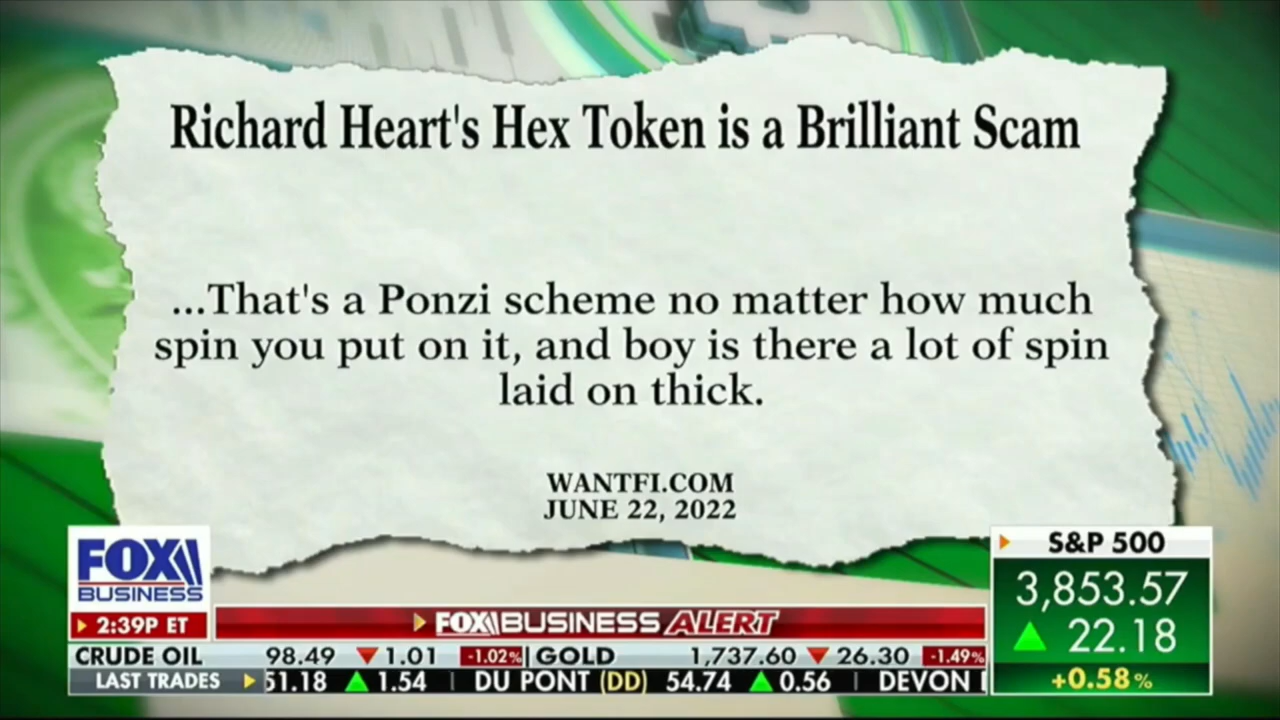 Richard Heart's Hex Token is a Brilliant Scam
...That's a Ponzi scheme no matter how much
spin you put on it, and boy is there a lot of spin
laid on thick.
WANTFI.COM
JUNE 22, 2022
FOX BUSINESS
2:39P ET
FOX BUSINESS ALERT
S&P 500
3,853.57
22.18
+0.58%
CRUDE OIL 98.49 1.01 -1.02% GOLD 1,737.60 26.30 -1.49%
LAST TRADES 51.18 1.54 DU PONT (DD) 54.74 0.56 DEVON